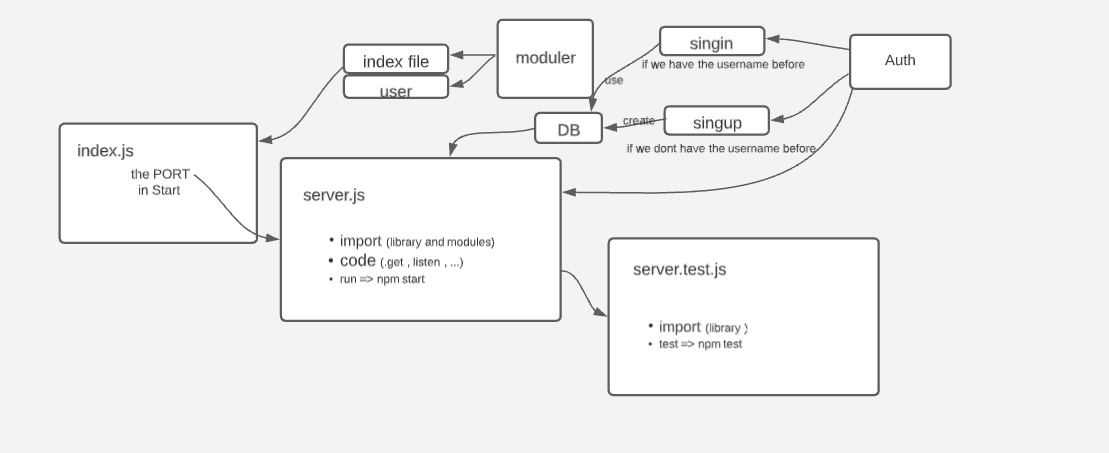 moduler
index file
user
singin
if we have the username before
Auth
use
DB
create
singup
if we dont have the username before
index.js
the PORT
in Start
server.js
• import (library and modules)
• code (.get , listen , ...)
• run => npm start
server.test.js
• import (library )
• test => npm test